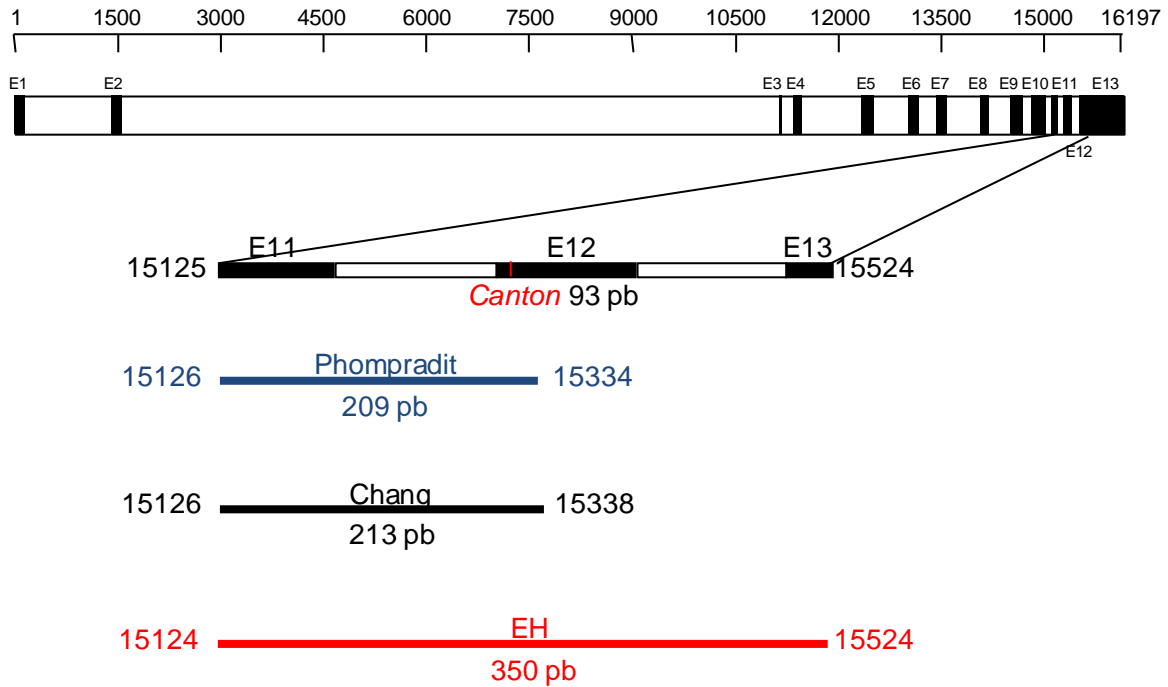 1 1500 3000 4500 6000 7500 9000 10500 12000 13500 15000 16197
E1 E2 E3 E4 E5 E6 E7 E8 E9 E10 E11 E13
E12
E11 E12 E13
15125 15524
Canton 93 pb
Phompradit
15126 15334
209 pb
Chang
15126 15338
213 pb
EH
15124 15524
350 pb